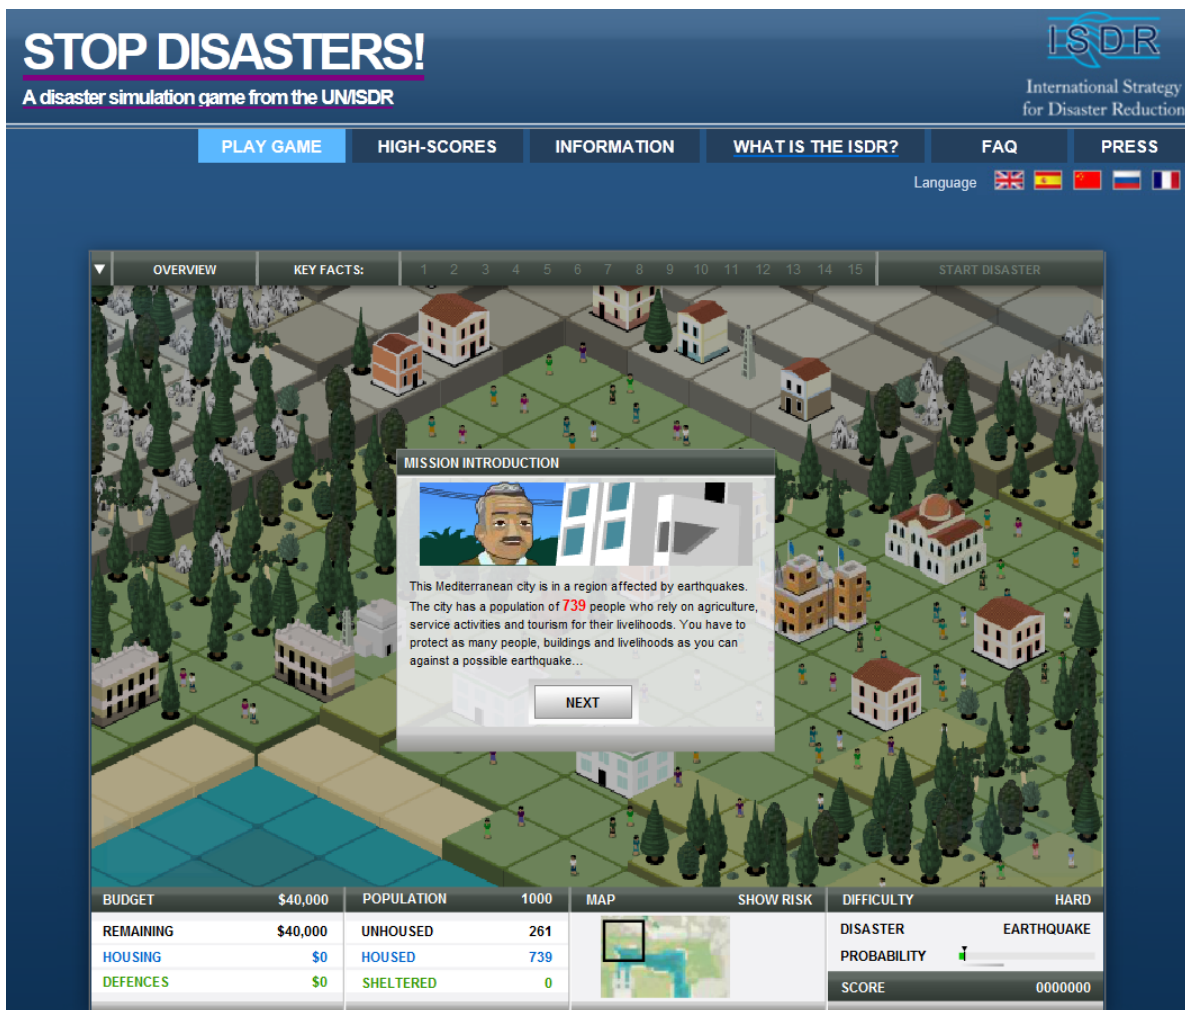 STOP DISASTERS!
A disaster simulation game from the UN/ISDR
ISDR
International Strategy
for Disaster Reduction
PLAY GAME HIGH-SCORES INFORMATION WHAT IS THE ISDR? FAQ PRESS
Language
OVERVIEW KEY FACTS: 1 2 3 4 5 6 7 8 9 10 11 12 13 14 15 START DISASTER
MISSION INTRODUCTION
This Mediterranean city is in a region affected by earthquakes.
The city has a population of 739 people who rely on agriculture,
service activities and tourism for their livelihoods. You have to
protect as many people, buildings and livelihoods as you can
against a possible earthquake...
NEXT
BUDGET $40,000 POPULATION 1000 MAP SHOW RISK DIFFICULTY HARD
REMAINING $40,000 UNHOUSED 261 DISASTER EARTHQUAKE
HOUSING $0 HOUSED 739 PROBABILITY
DEFENCES $0 SHELTERED 0 SCORE 0000000